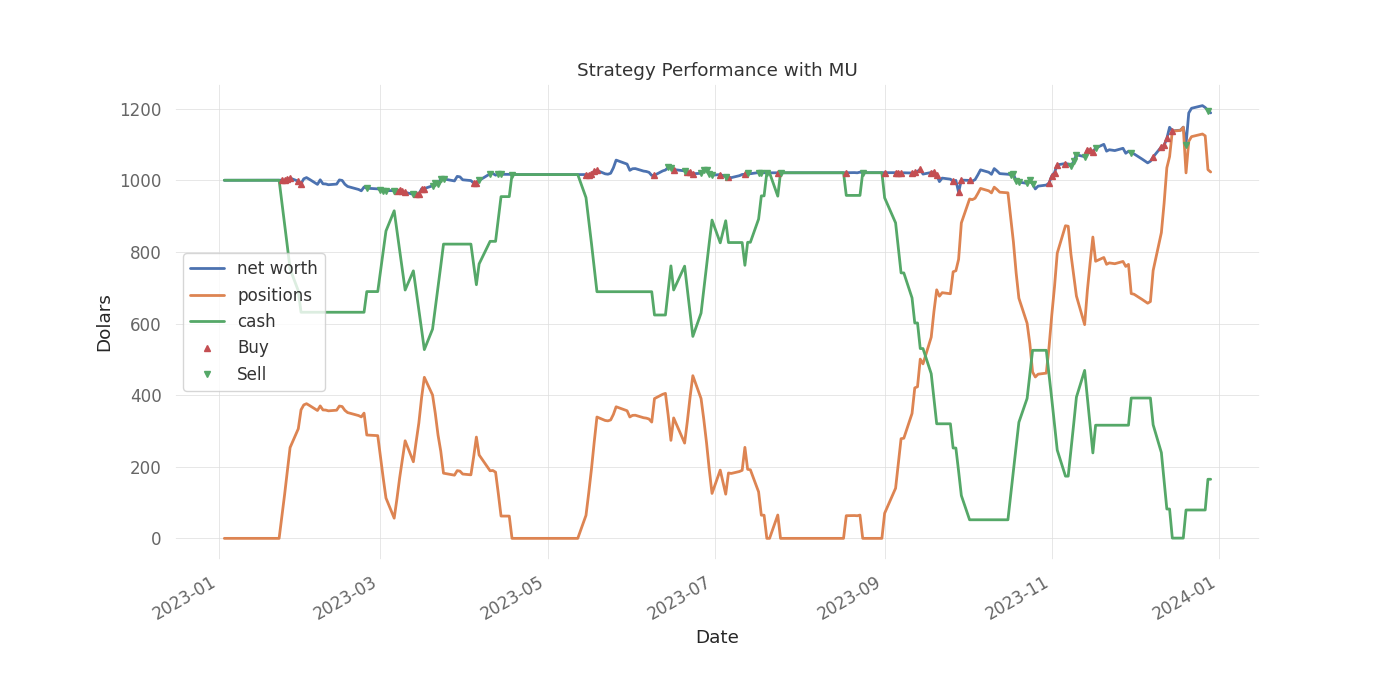 Strategy Performance with MU
1200
1000
800
600
400
200
0
Dolars
net worth
positions
cash
Buy
Sell
2023-01
2023-03
2023-05
2023-07
2023-09
2023-11
2024-01
Date